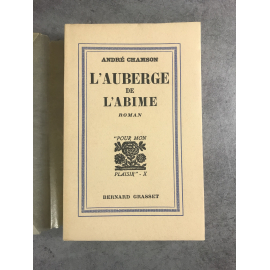 ANDRÉ CHAMSON
L'AUBERGE
DE
L'ABIME
ROMAN
"POUR MON
PLAISIR" - X
BERNARD GRASSET